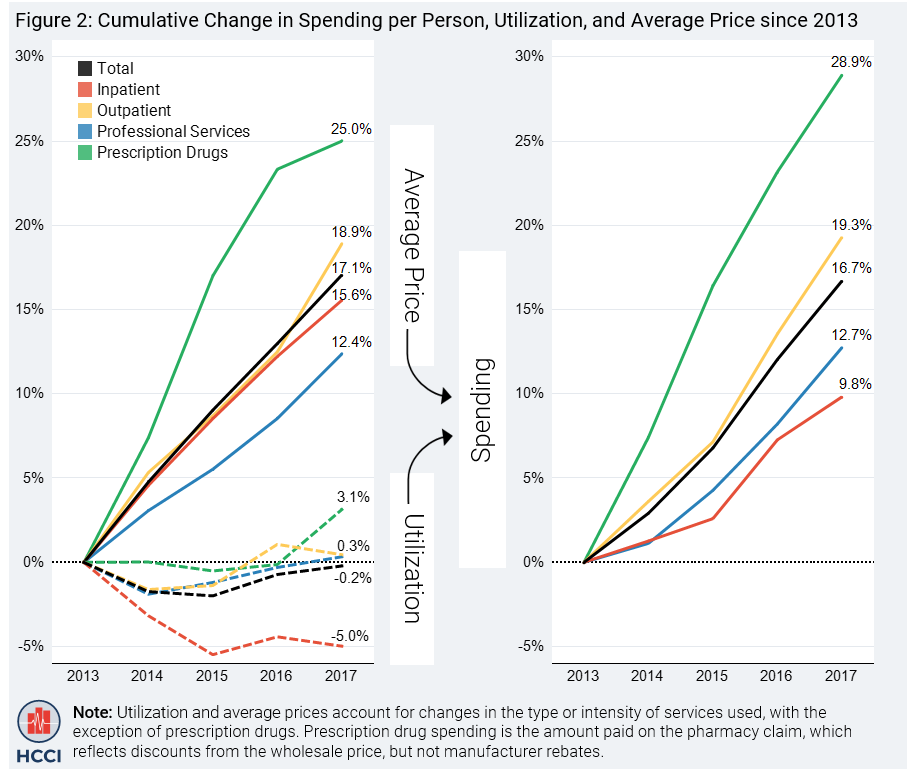 Figure 2: Cumulative Change in Spending per Person, Utilization, and Average Price since 2013
30%
25%
20%
15%
10%
5%
0%
-5%
Total
Inpatient
Outpatient
Professional Services
Prescription Drugs
25.0%
18.9%
17.1%
15.6%
12.4%
3.1%
0.3%
-0.2%
-5.0%
2013 2014 2015 2016 2017
Average Price
Utilization
Spending
30%
25%
20%
15%
10%
5%
0%
-5%
28.9%
19.3%
16.7%
12.7%
9.8%
2013 2014 2015 2016 2017
HCCI
Note: Utilization and average prices account for changes in the type or intensity of services used, with the
exception of prescription drugs. Prescription drug spending is the amount paid on the pharmacy claim, which
reflects discounts from the wholesale price, but not manufacturer rebates.